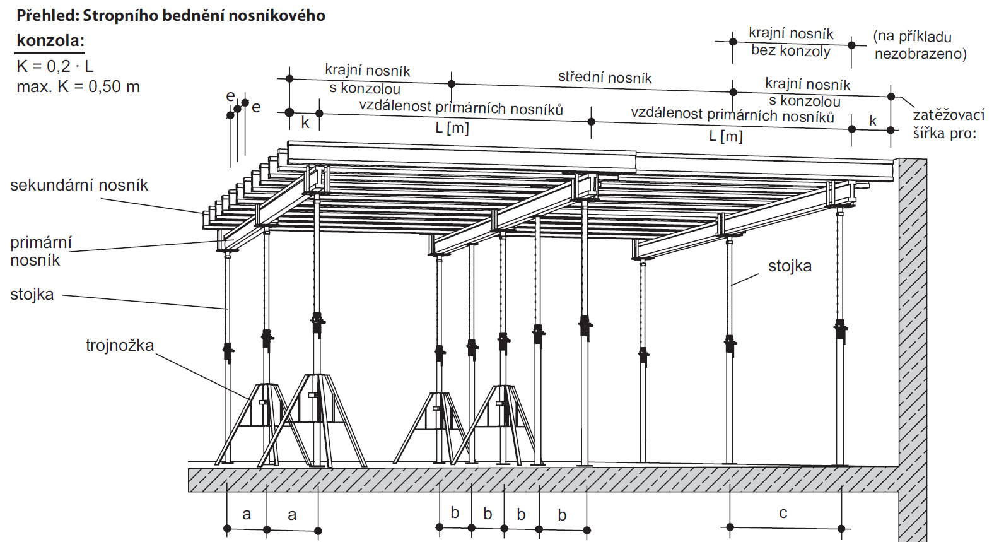 Přehled: Stropního bednění nosníkového
konzola:
K = 0,2 · L
max. K = 0,50 m
krajní nosník
bez konzoly
(na příkladu
nezobrazeno)
krajní nosník
s konzolou
střední nosník
krajní nosník
s konzolou
e
e
k
vzdálenost primárních nosníků
L [m]
vzdálenost primárních nosníků
L [m]
k
zatěžovací
šířka pro:
sekundární nosník
primární
nosník
stojka
stojka
trojnožka
a
a
b
b
b
b
c